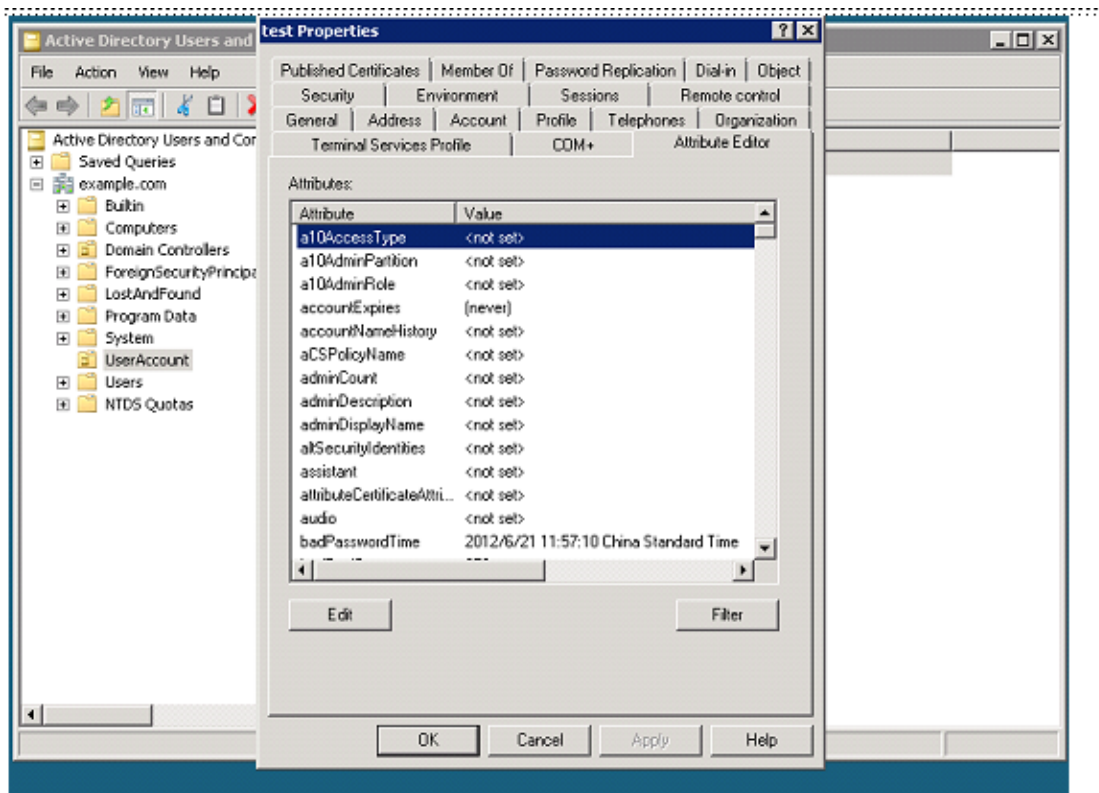 Active Directory Users and
test Properties
File Action View Help
Active Directory Users and Cor
Saved Queries
example.com
Builtin
Computers
Domain Controllers
ForeignSecurityPrincipa
LostAndFound
Program Data
System
UserAccount
Users
NTDS Quotas
Published Certificates Member Of Password Replication Dial-in Object
Security Environment Sessions Remote control
General Address Account Profile Telephones Organization
Terminal Services Profile COM+ Attribute Editor
Attributes:
Attribute Value
a10AccessType <not set>
a10AdminPartition <not set>
a10AdminRole <not set>
accountExpires (never)
accountNameHistory <not set>
aCSPolicyName <not set>
adminCount <not set>
adminDescription <not set>
adminDisplayName <not set>
altSecurityIdentities <not set>
assistant <not set>
attributeCertificateAttri... <not set>
audio <not set>
badPasswordTime 2012/6/21 11:57:10 China Standard Time
Edit Filter
OK Cancel Apply Help